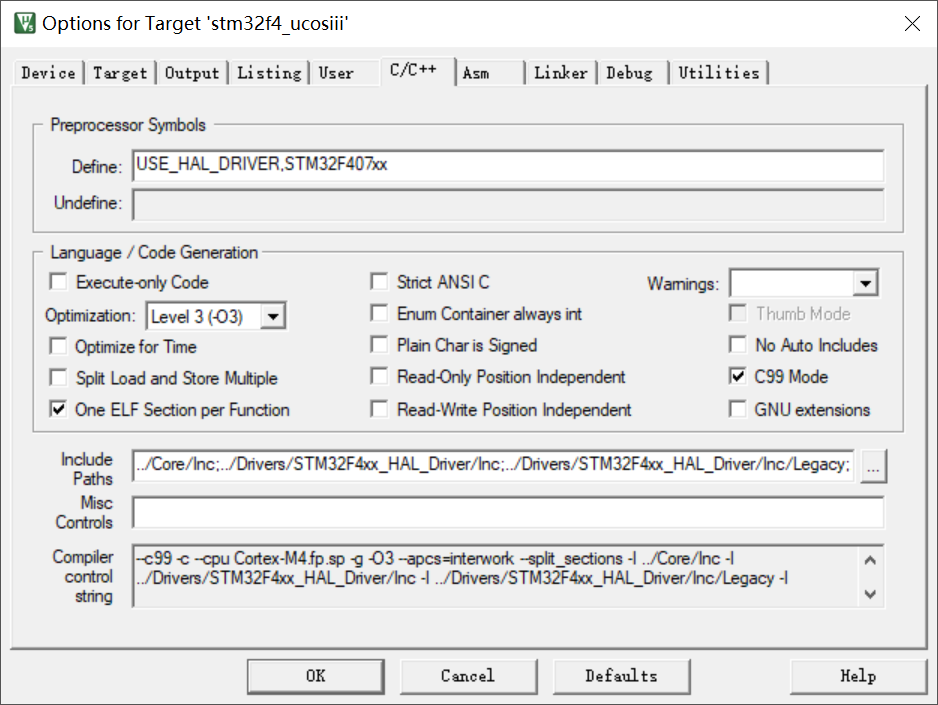 Options for Target 'stm32f4_ucosiii'
Device Target Output Listing User C/C++ Asm Linker Debug Utilities
Preprocessor Symbols
Define: USE_HAL_DRIVER,STM32F407xx
Undefine:
Language / Code Generation
Execute-only Code Strict ANSI C Warnings:
Optimization: Level 3 (-O3) Enum Container always int Thumb Mode
Optimize for Time Plain Char is Signed No Auto Includes
Split Load and Store Multiple Read-Only Position Independent C99 Mode
One ELF Section per Function Read-Write Position Independent GNU extensions
Include Paths ../Core/Inc;../Drivers/STM32F4xx_HAL_Driver/Inc;../Drivers/STM32F4xx_HAL_Driver/Inc/Legacy; ...
Misc Controls
Compiler control string --c99 -c --cpu Cortex-M4.fp.sp -g -O3 --apcs=interwork --split_sections -I ../Core/Inc -I
../Drivers/STM32F4xx_HAL_Driver/Inc -I ../Drivers/STM32F4xx_HAL_Driver/Inc/Legacy -I
OK Cancel Defaults Help